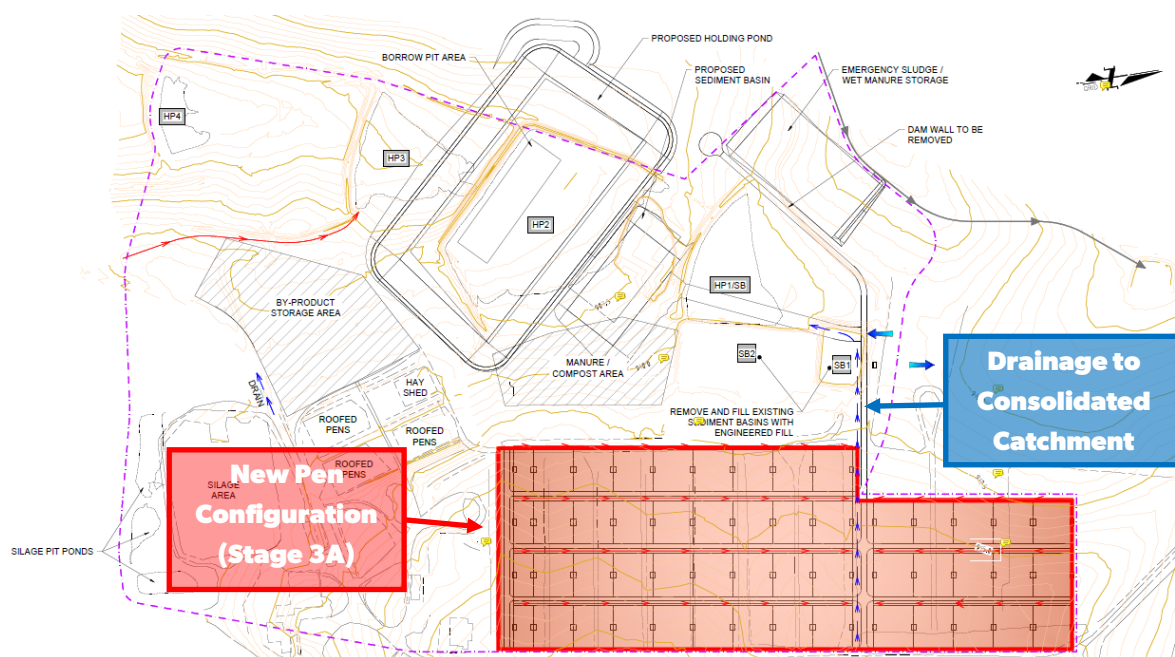 BORROW PIT AREA
PROPOSED HOLDING POND
PROPOSED
SEDIMENT BASIN
EMERGENCY SLUDGE /
WET MANURE STORAGE
DAM WALL TO BE
REMOVED
HP4
HP3
HP2
HP1/SB
BY-PRODUCT
STORAGE AREA
MANURE /
COMPOST AREA
SB2
SB1
DRAIN
HAY
SHED
ROOFED
PENS
ROOFED
PENS
ROOFED
PENS
REMOVE AND FILL EXISTING
SEDIMENT BASINS WITH
ENGINEERED FILL
Drainage to
Consolidated
Catchment
SILAGE
AREA
New Pen
Configuration
(Stage 3A)
SILAGE PIT PONDS